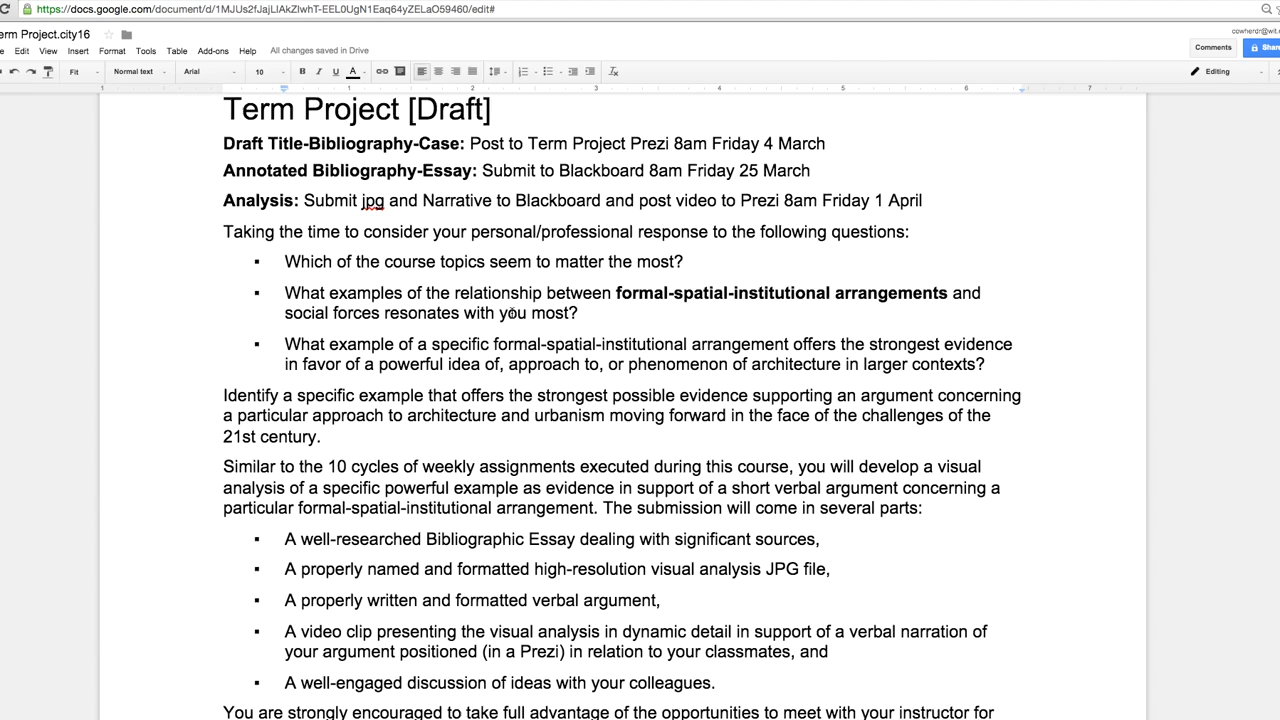 https://docs.google.com/document/d/1MJUs2fJajLIAkZlwhT-EEL0UgN1Eaq64yZELaO59460/edit#
erm Project.city16
cowherdr@wit.e
e Edit View Insert Format Tools Table Add-ons Help All changes saved in Drive
Comments Shar
Fit Normal text Arial 10 B I U A Editing
1 1 2 3 4 5 6 7
Term Project [Draft]
Draft Title-Bibliography-Case: Post to Term Project Prezi 8am Friday 4 March
Annotated Bibliography-Essay: Submit to Blackboard 8am Friday 25 March
Analysis: Submit jpg and Narrative to Blackboard and post video to Prezi 8am Friday 1 April
Taking the time to consider your personal/professional response to the following questions:
▪ Which of the course topics seem to matter the most?
▪ What examples of the relationship between formal-spatial-institutional arrangements and
social forces resonates with you most?
▪ What example of a specific formal-spatial-institutional arrangement offers the strongest evidence
in favor of a powerful idea of, approach to, or phenomenon of architecture in larger contexts?
Identify a specific example that offers the strongest possible evidence supporting an argument concerning
a particular approach to architecture and urbanism moving forward in the face of the challenges of the
21st century.
Similar to the 10 cycles of weekly assignments executed during this course, you will develop a visual
analysis of a specific powerful example as evidence in support of a short verbal argument concerning a
particular formal-spatial-institutional arrangement. The submission will come in several parts:
▪ A well-researched Bibliographic Essay dealing with significant sources,
▪ A properly named and formatted high-resolution visual analysis JPG file,
▪ A properly written and formatted verbal argument,
▪ A video clip presenting the visual analysis in dynamic detail in support of a verbal narration of
your argument positioned (in a Prezi) in relation to your classmates, and
▪ A well-engaged discussion of ideas with your colleagues.
You are strongly encouraged to take full advantage of the opportunities to meet with your instructor for